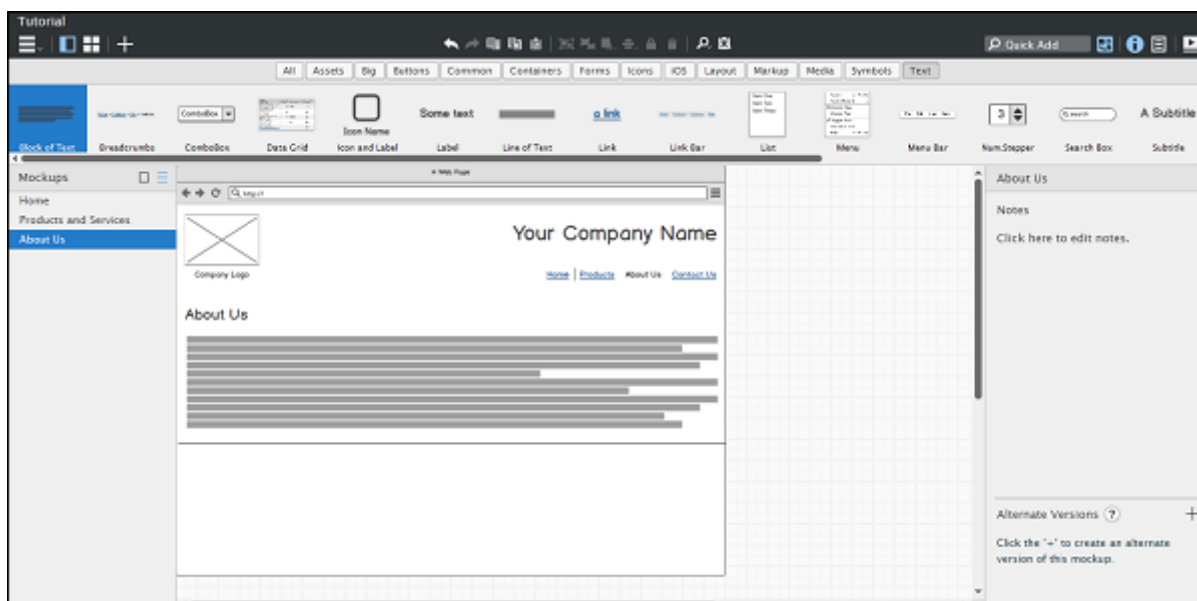 Tutorial
Quick Add
All Assets Big Buttons Common Containers Forms Icons iOS Layout Markup Media Symbols Text
ComboBox Some text a link 3 search A Subtitle
Icon Name
Block of Text Breadcrumbs ComboBox Data Grid Icon and Label Label Line of Text Link Link Bar List Menu Menu Bar Num.Stepper Search Box Subtitle
Mockups
Home
Products and Services
About Us
A Web Page
Your Company Name
Company Logo
Home Products About Us Contact Us
About Us
About Us
Notes
Click here to edit notes.
Alternate Versions ? +
Click the '+' to create an alternate
version of this mockup.